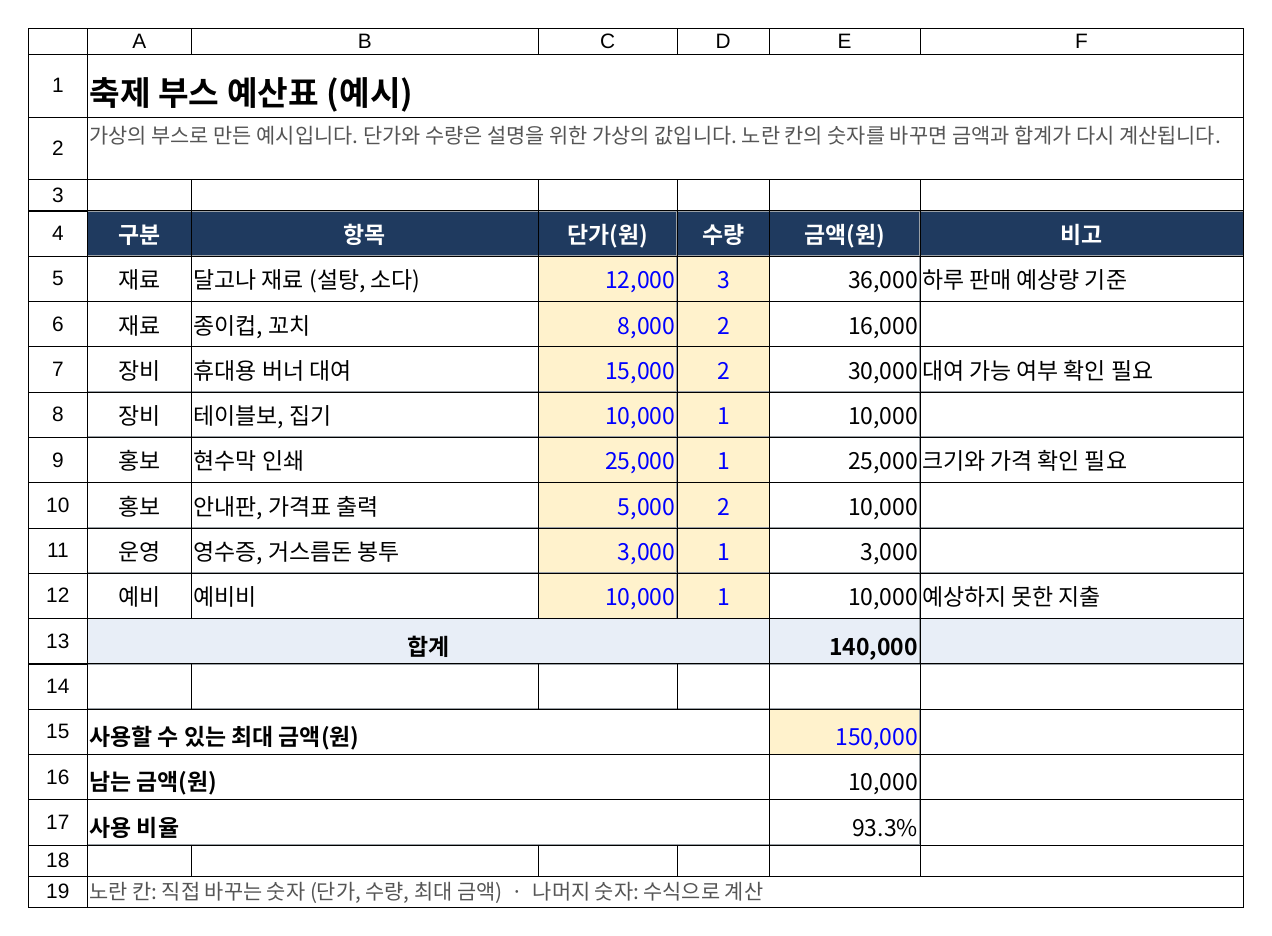 A B C D E F
1 축제 부스 예산표 (예시)
2 가상의 부스로 만든 예시입니다. 단가와 수량은 설명을 위한 가상의 값입니다. 노란 칸의 숫자를 바꾸면 금액과 합계가 다시 계산됩니다.
3
4 구분 항목 단가(원) 수량 금액(원) 비고
5 재료 달고나 재료 (설탕, 소다) 12,000 3 36,000 하루 판매 예상량 기준
6 재료 종이컵, 꼬치 8,000 2 16,000
7 장비 휴대용 버너 대여 15,000 2 30,000 대여 가능 여부 확인 필요
8 장비 테이블보, 집기 10,000 1 10,000
9 홍보 현수막 인쇄 25,000 1 25,000 크기와 가격 확인 필요
10 홍보 안내판, 가격표 출력 5,000 2 10,000
11 운영 영수증, 거스름돈 봉투 3,000 1 3,000
12 예비 예비비 10,000 1 10,000 예상하지 못한 지출
13 합계 140,000
14
15 사용할 수 있는 최대 금액(원) 150,000
16 남는 금액(원) 10,000
17 사용 비율 93.3%
18
19 노란 칸: 직접 바꾸는 숫자 (단가, 수량, 최대 금액) · 나머지 숫자: 수식으로 계산